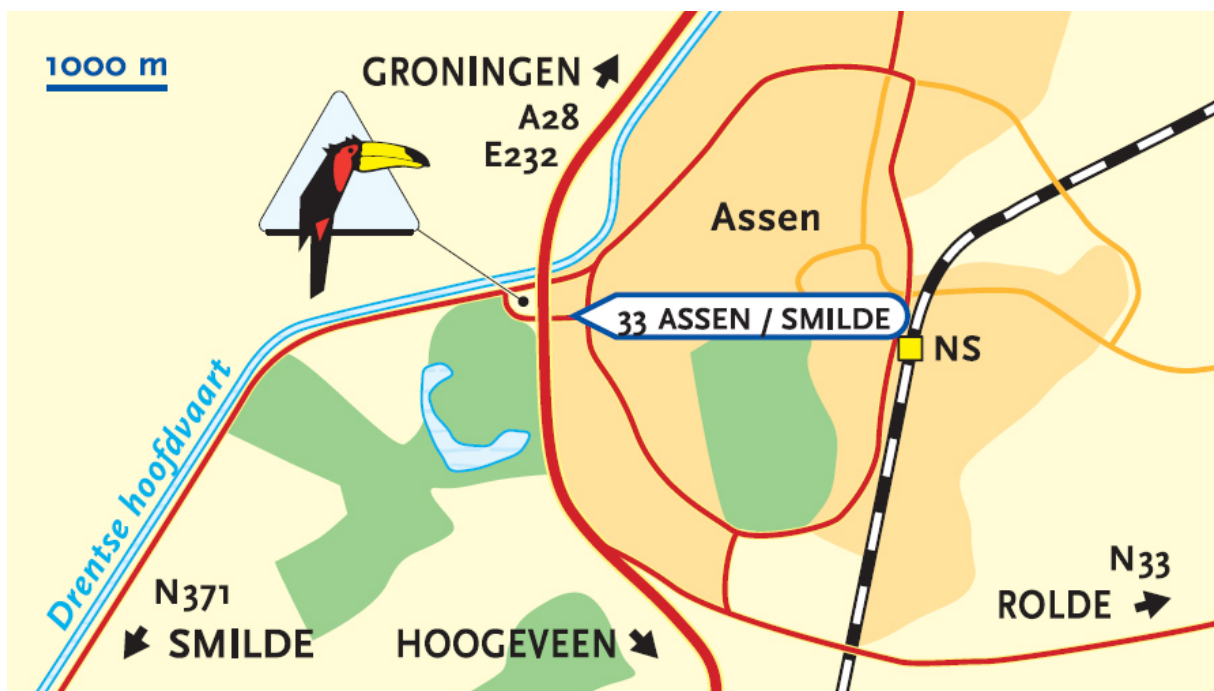 1000 m
GRONINGEN
A28
E232
Assen
33 ASSEN / SMILDE
NS
Drentse hoofdvaart
N371
SMILDE
HOOGEVEEN
N33
ROLDE